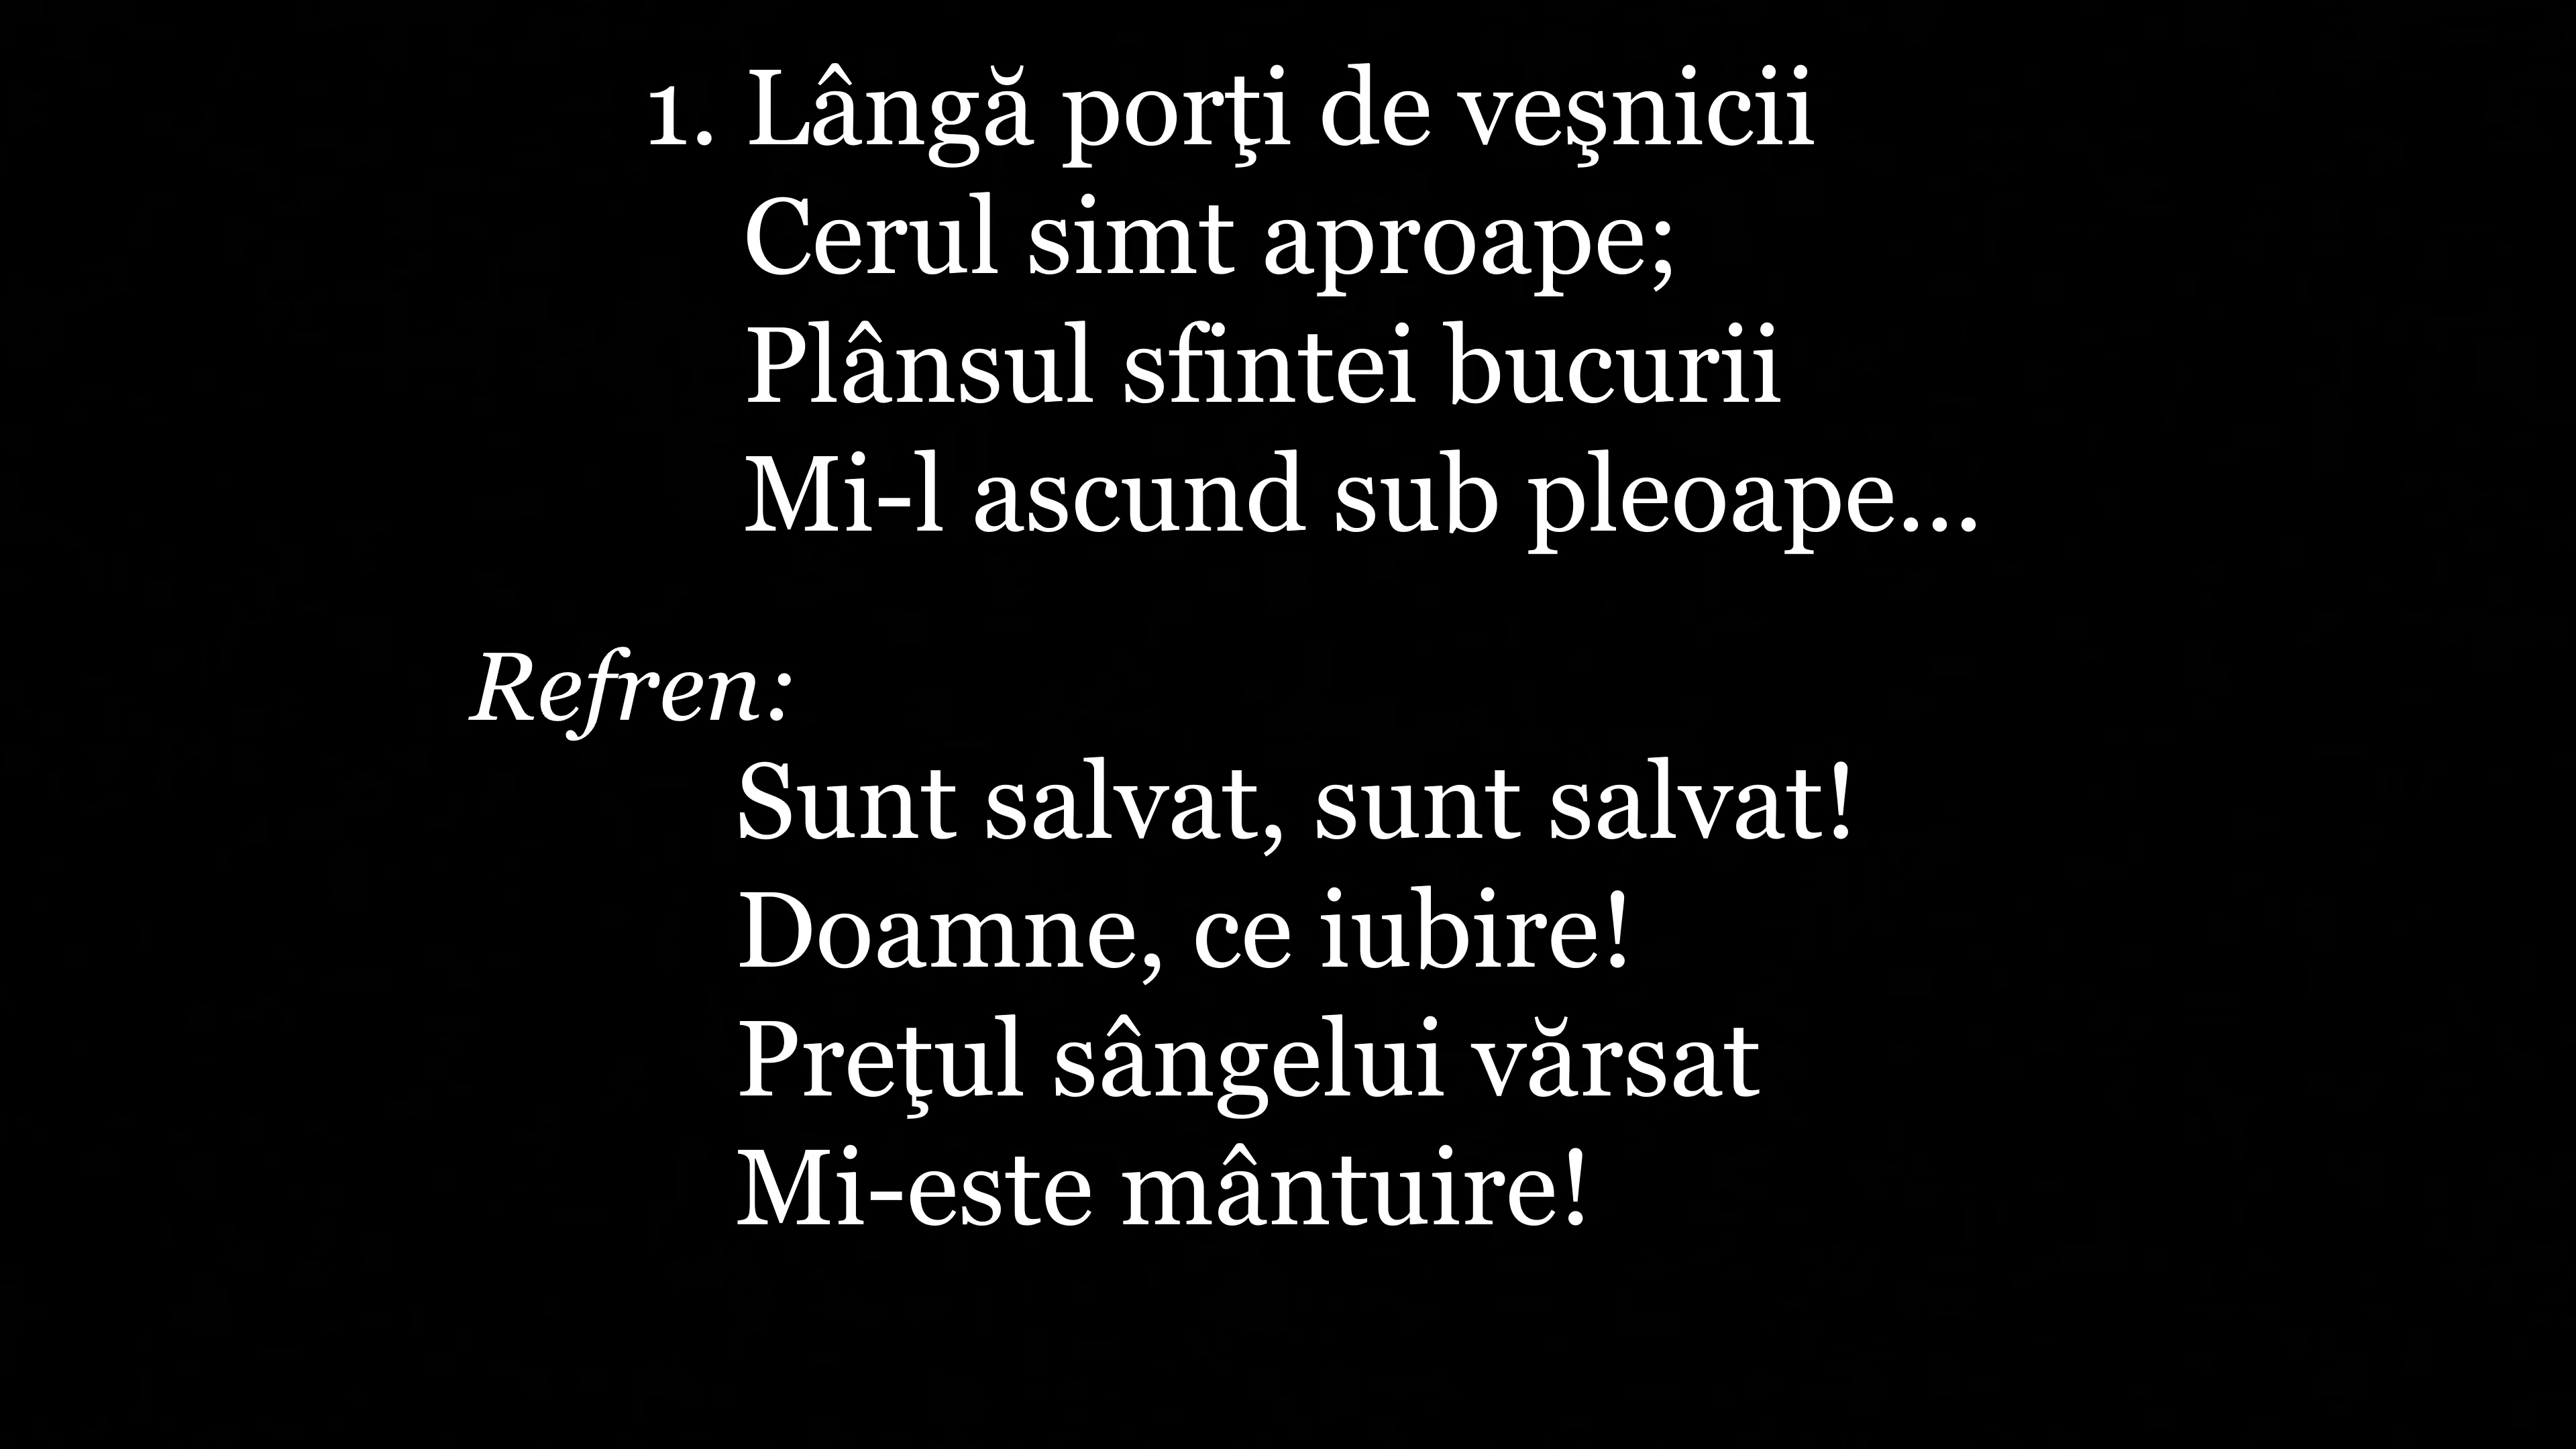 1. Lângă porţi de veşnicii
Cerul simt aproape;
Plânsul sfintei bucurii
Mi-l ascund sub pleoape...
Refren:
Sunt salvat, sunt salvat!
Doamne, ce iubire!
Preţul sângelui vărsat
Mi-este mântuire!